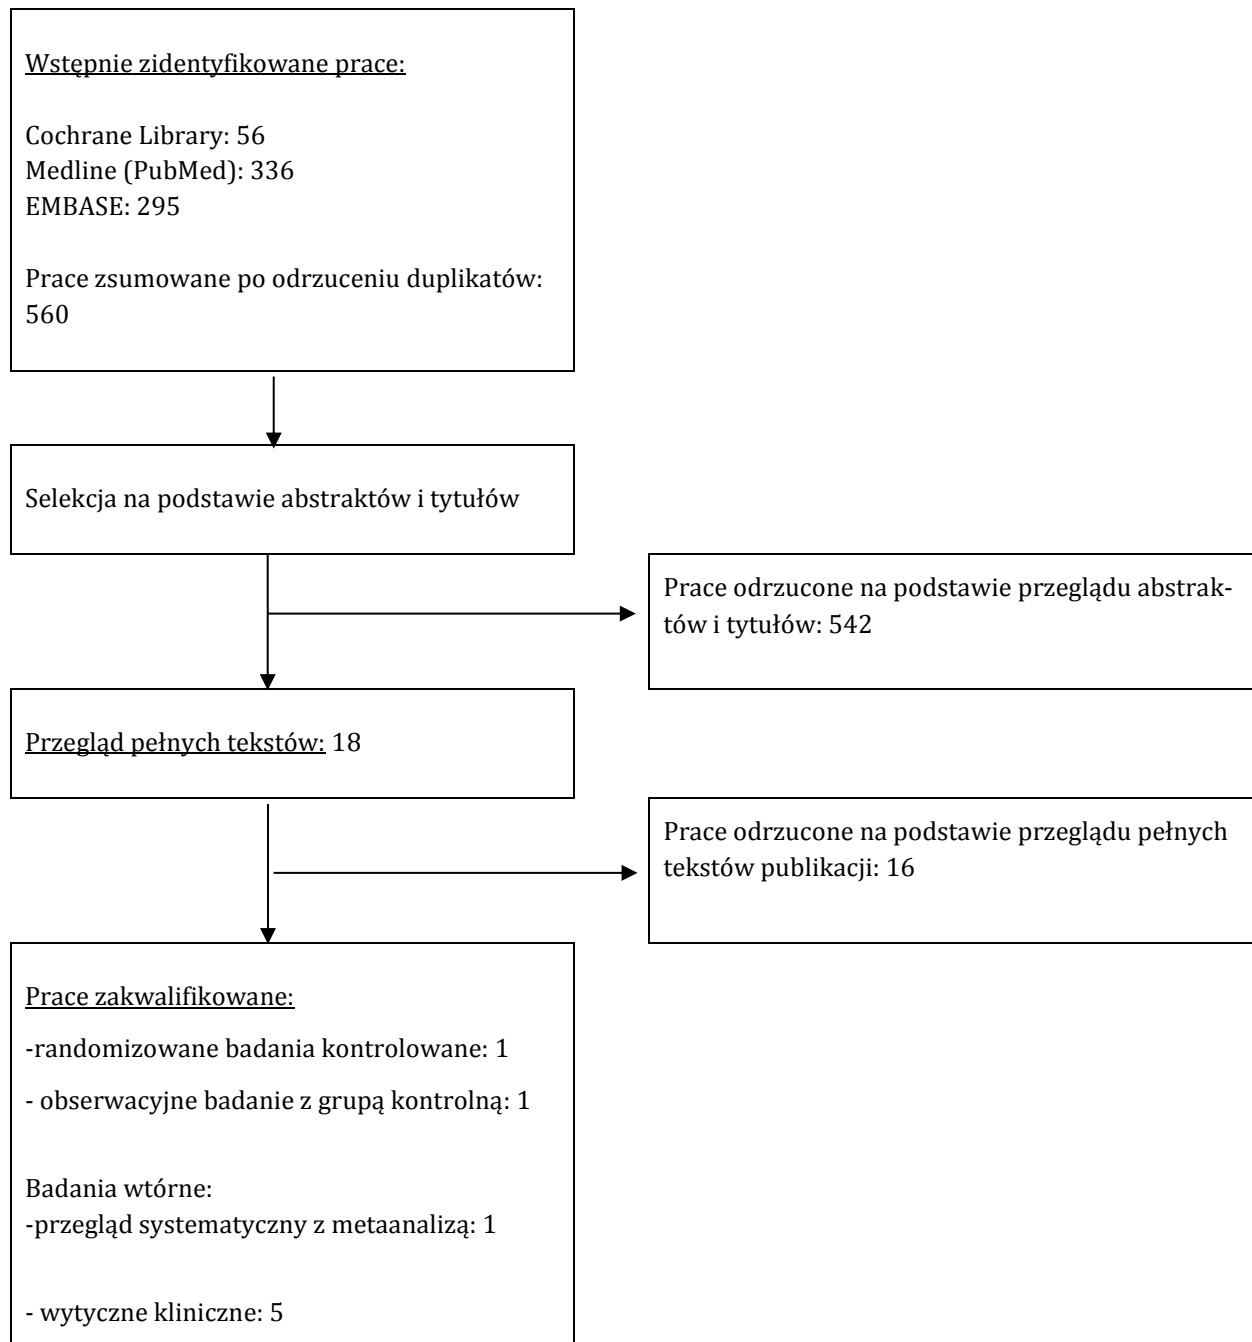 Wstępnie zidentyfikowane prace:
Cochrane Library: 56
Medline (PubMed): 336
EMBASE: 295
Prace zsumowane po odrzuceniu duplikatów:
560
Selekcja na podstawie abstraktów i tytułów
Prace odrzucone na podstawie przeglądu abstrak-
tów i tytułów: 542
Przegląd pełnych tekstów: 18
Prace odrzucone na podstawie przeglądu pełnych
tekstów publikacji: 16
Prace zakwalifikowane:
-randomizowane badania kontrolowane: 1
- obserwacyjne badanie z grupą kontrolną: 1
Badania wtórne:
-przegląd systematyczny z metaanalizą: 1
- wytyczne kliniczne: 5